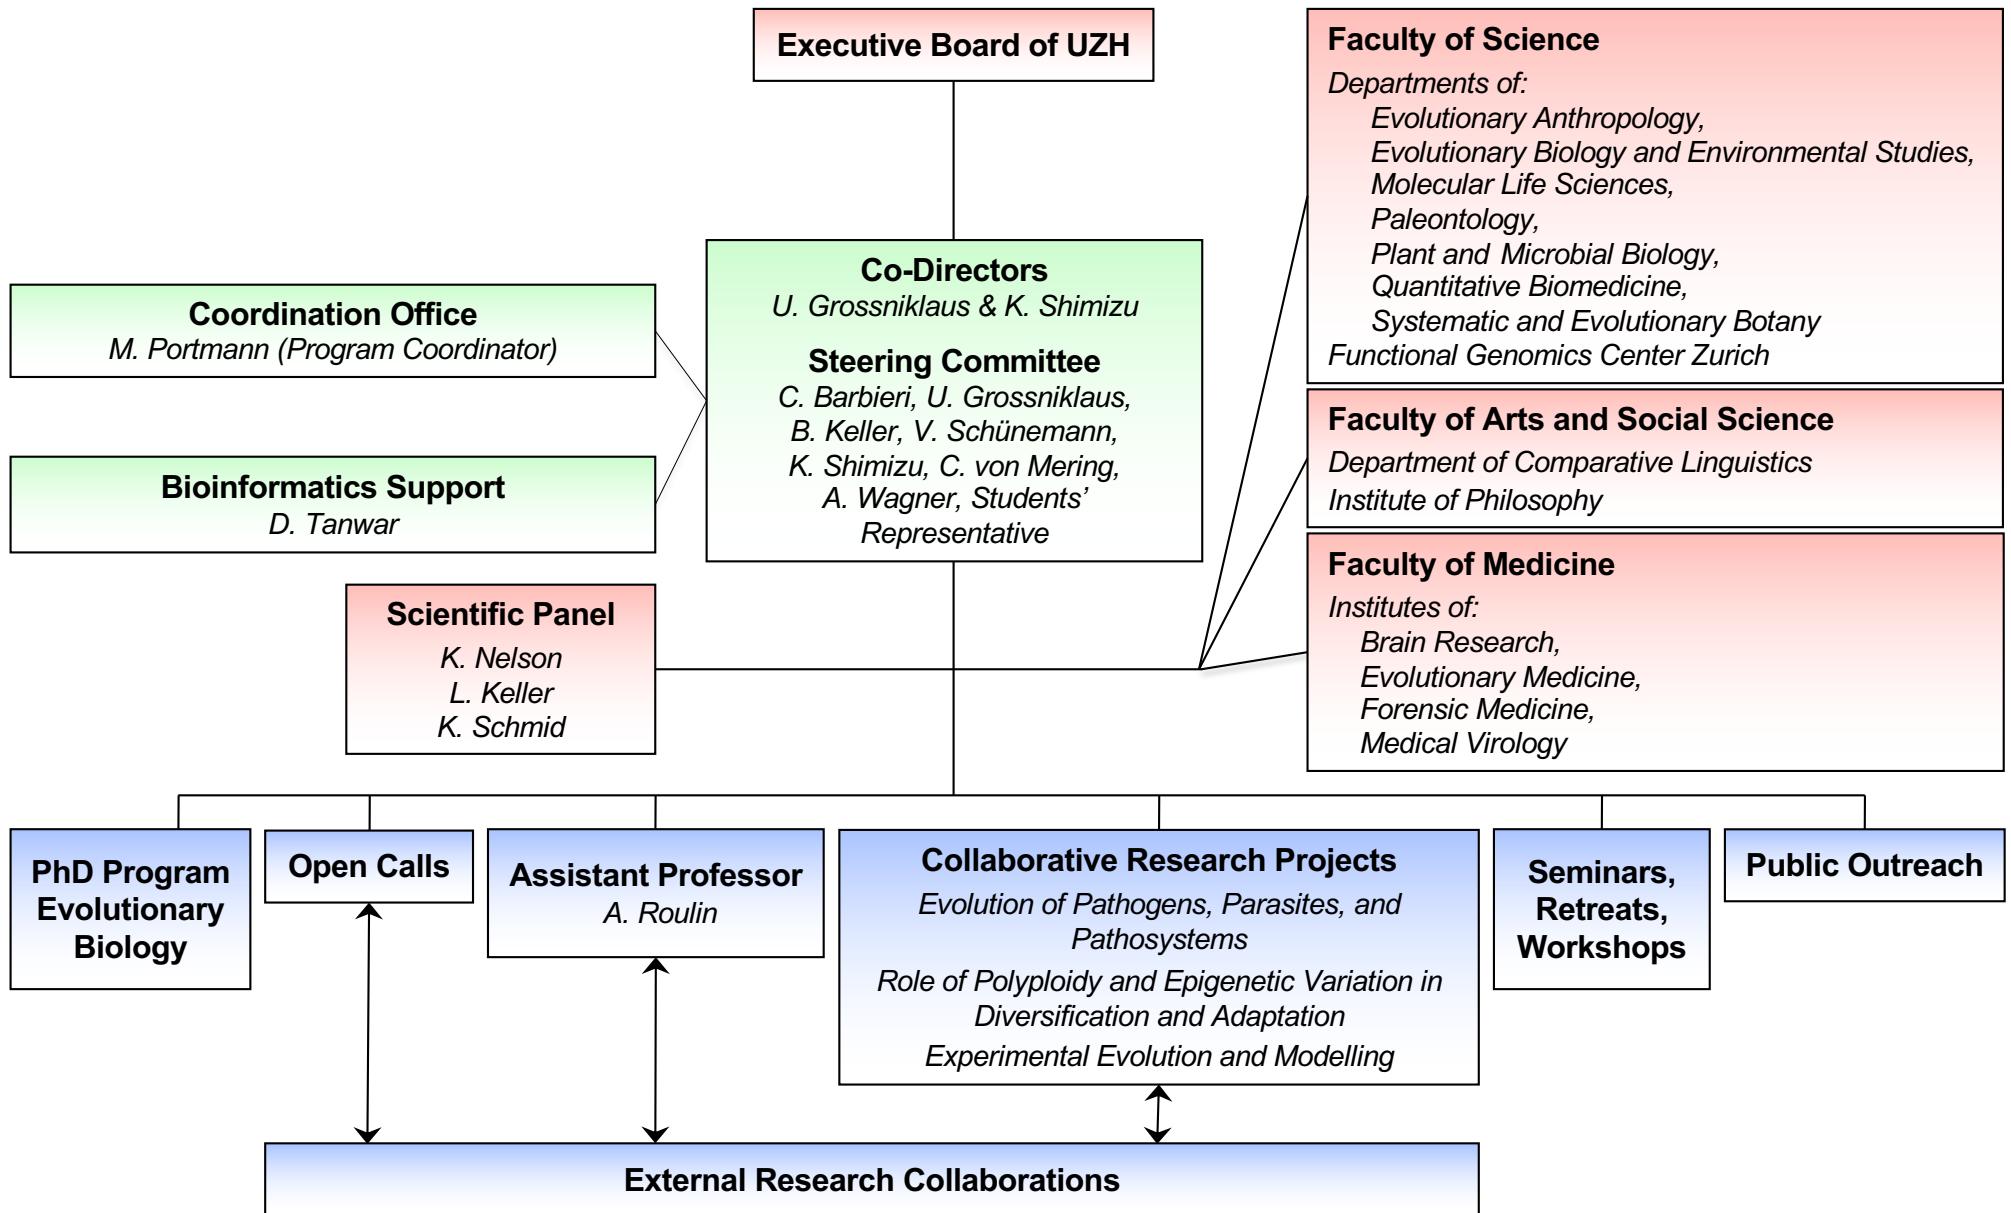 Executive Board of UZH
Faculty of Science
Departments of:
Evolutionary Anthropology,
Evolutionary Biology and Environmental Studies,
Molecular Life Sciences,
Paleontology,
Plant and Microbial Biology,
Quantitative Biomedicine,
Systematic and Evolutionary Botany
Functional Genomics Center Zurich
Co-Directors
U. Grossniklaus & K. Shimizu
Steering Committee
C. Barbieri, U. Grossniklaus,
B. Keller, V. Schünemann,
K. Shimizu, C. von Mering,
A. Wagner, Students’
Representative
Coordination Office
M. Portmann (Program Coordinator)
Bioinformatics Support
D. Tanwar
Faculty of Arts and Social Science
Department of Comparative Linguistics
Institute of Philosophy
Faculty of Medicine
Institutes of:
Brain Research,
Evolutionary Medicine,
Forensic Medicine,
Medical Virology
Scientific Panel
K. Nelson
L. Keller
K. Schmid
PhD Program
Evolutionary
Biology
Open Calls
Assistant Professor
A. Roulin
Collaborative Research Projects
Evolution of Pathogens, Parasites, and
Pathosystems
Role of Polyploidy and Epigenetic Variation in
Diversification and Adaptation
Experimental Evolution and Modelling
Seminars,
Retreats,
Workshops
Public Outreach
External Research Collaborations